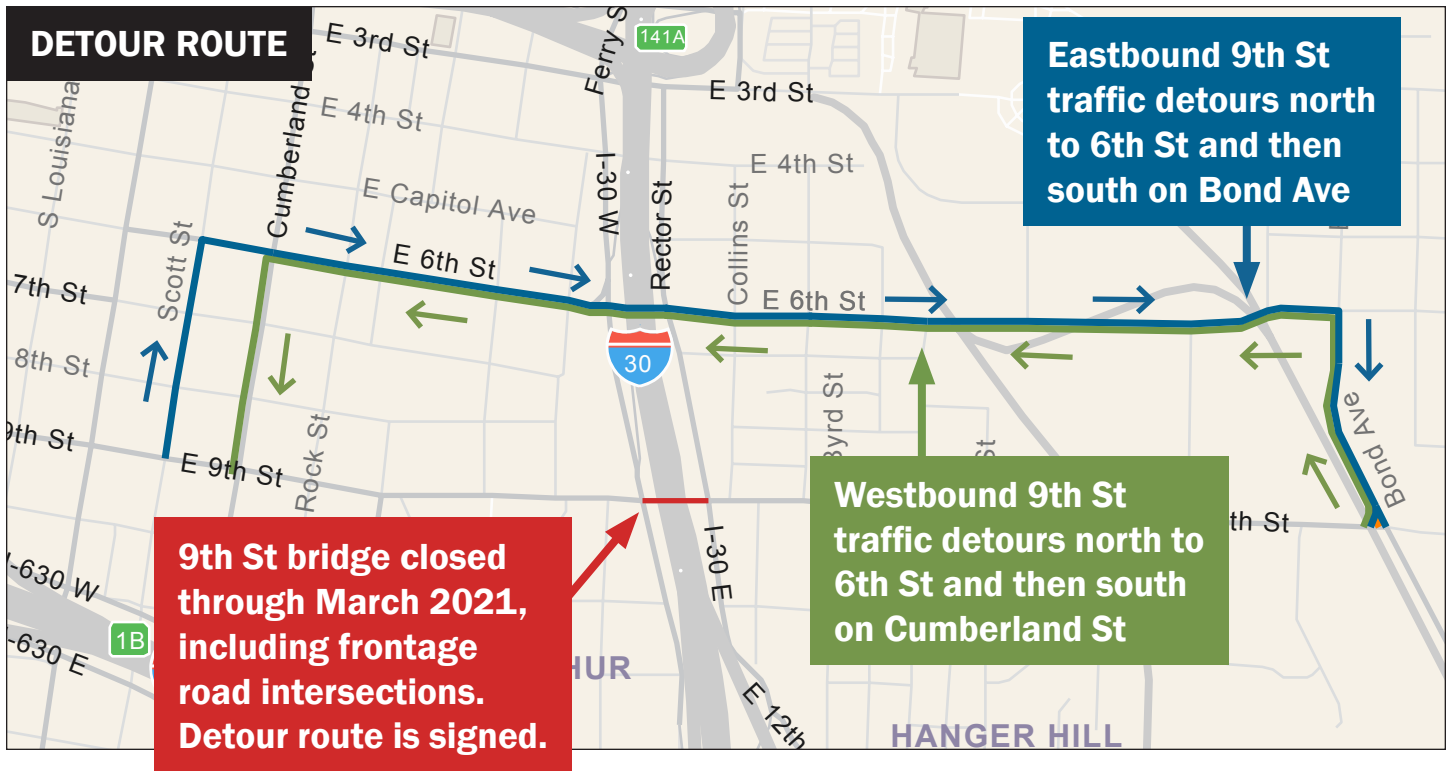 DETOUR ROUTE
E 3rd St
Ferry S
141A
E 3rd St
Eastbound 9th St
traffic detours north
to 6th St and then
south on Bond Ave
S Louisiana
E 4th St
Cumberland
E 4th St
E Capitol Ave
I-30 W
Rector St
Collins St
Scott St
E 6th St
E 6th St
7th St
30
8th St
Byrd St
Bond Ave
9th St
E 9th St
Rock St
St
Westbound 9th St
traffic detours north to
6th St and then south
on Cumberland St
th St
9th St bridge closed
through March 2021,
including frontage
road intersections.
Detour route is signed.
I-30 E
I-630 W
1B
-630 E
HUR
E 12th
HANGER HILL